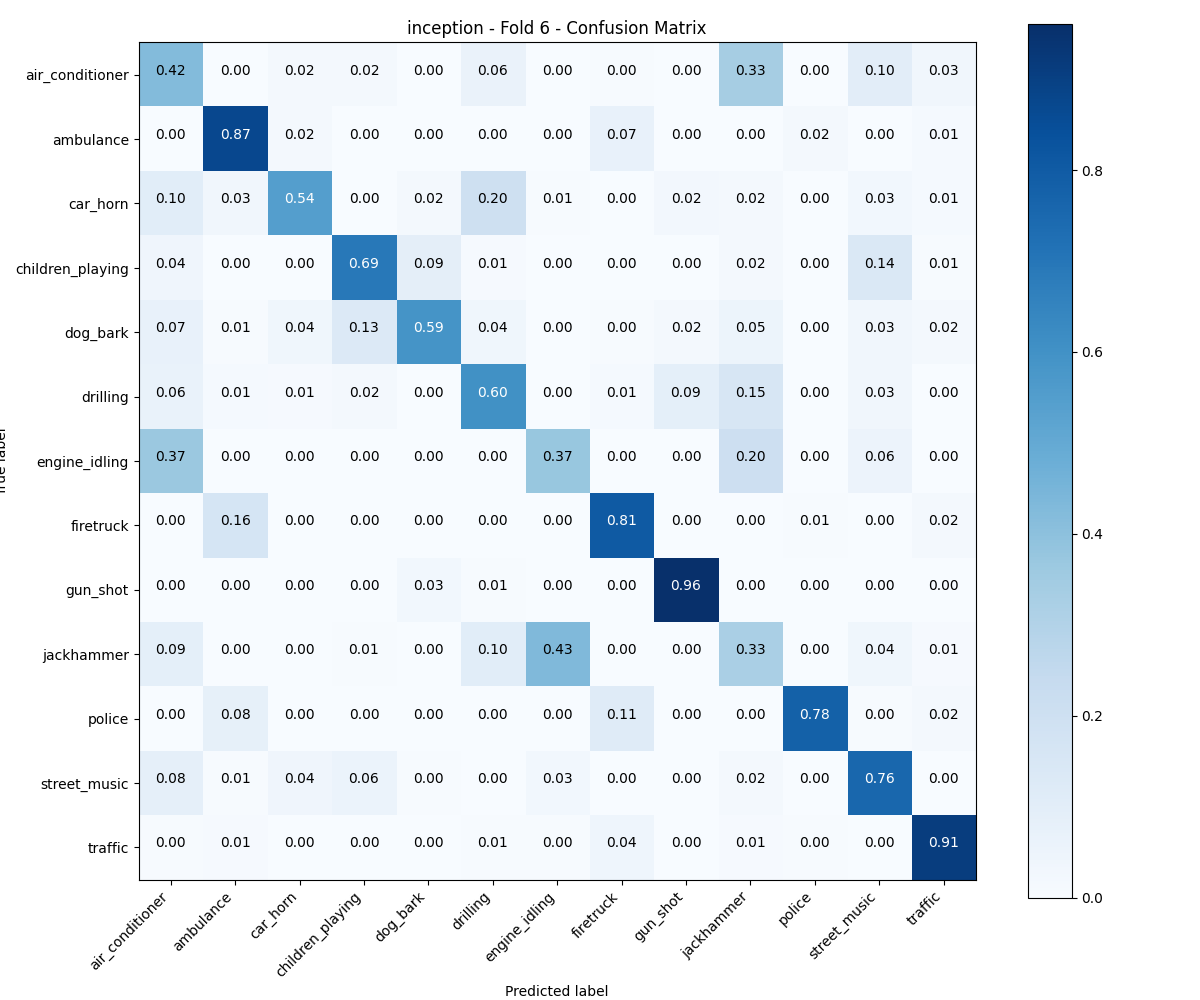 inception - Fold 6 - Confusion Matrix
air_conditioner 0.42 0.00 0.02 0.02 0.00 0.06 0.00 0.00 0.00 0.33 0.00 0.10 0.03
ambulance 0.00 0.87 0.02 0.00 0.00 0.00 0.00 0.07 0.00 0.00 0.02 0.00 0.01
car_horn 0.10 0.03 0.54 0.00 0.02 0.20 0.01 0.00 0.02 0.02 0.00 0.03 0.01
children_playing 0.04 0.00 0.00 0.69 0.09 0.01 0.00 0.00 0.00 0.02 0.00 0.14 0.01
dog_bark 0.07 0.01 0.04 0.13 0.59 0.04 0.00 0.00 0.02 0.05 0.00 0.03 0.02
drilling 0.06 0.01 0.01 0.02 0.00 0.60 0.00 0.01 0.09 0.15 0.00 0.03 0.00
engine_idling 0.37 0.00 0.00 0.00 0.00 0.00 0.37 0.00 0.00 0.20 0.00 0.06 0.00
firetruck 0.00 0.16 0.00 0.00 0.00 0.00 0.00 0.81 0.00 0.00 0.01 0.00 0.02
gun_shot 0.00 0.00 0.00 0.00 0.03 0.01 0.00 0.00 0.96 0.00 0.00 0.00 0.00
jackhammer 0.09 0.00 0.00 0.01 0.00 0.10 0.43 0.00 0.00 0.33 0.00 0.04 0.01
police 0.00 0.08 0.00 0.00 0.00 0.00 0.00 0.11 0.00 0.00 0.78 0.00 0.02
street_music 0.08 0.01 0.04 0.06 0.00 0.00 0.03 0.00 0.00 0.02 0.00 0.76 0.00
traffic 0.00 0.01 0.00 0.00 0.00 0.01 0.00 0.04 0.00 0.01 0.00 0.00 0.91
air_conditioner ambulance car_horn children_playing dog_bark drilling engine_idling firetruck gun_shot jackhammer police street_music traffic
Predicted label
label
0.8
0.6
0.4
0.2
0.0